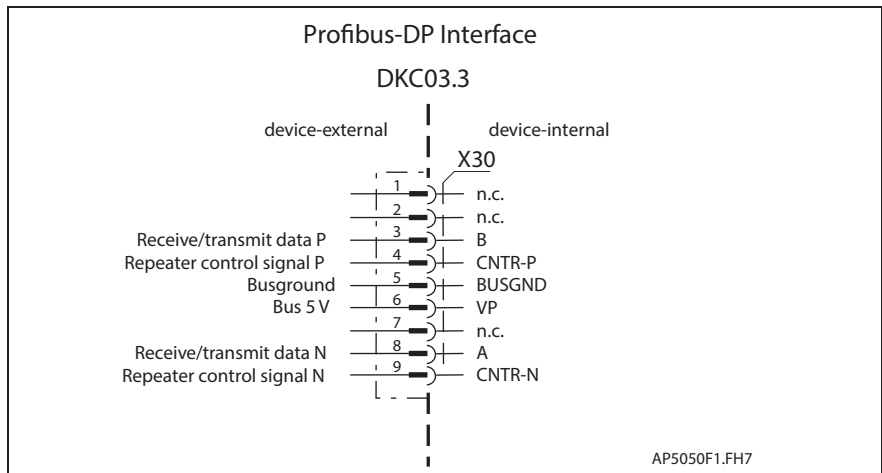 Profibus-DP Interface
DKC03.3
device-external device-internal
X30
1 n.c.
2 n.c.
Receive/transmit data P 3 B
Repeater control signal P 4 CNTR-P
Busground 5 BUSGND
Bus 5 V 6 VP
7 n.c.
Receive/transmit data N 8 A
Repeater control signal N 9 CNTR-N
AP5050F1.FH7